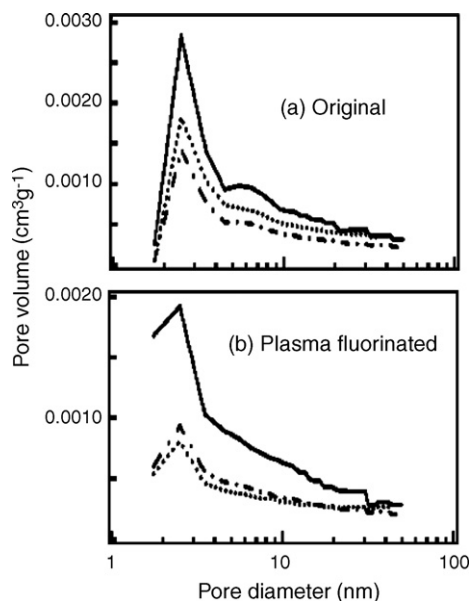 0.0030
0.0020
0.0010
(a) Original
Pore volume (cm³g⁻¹)
0.0020
0.0010
(b) Plasma fluorinated
1 10 100
Pore diameter (nm)